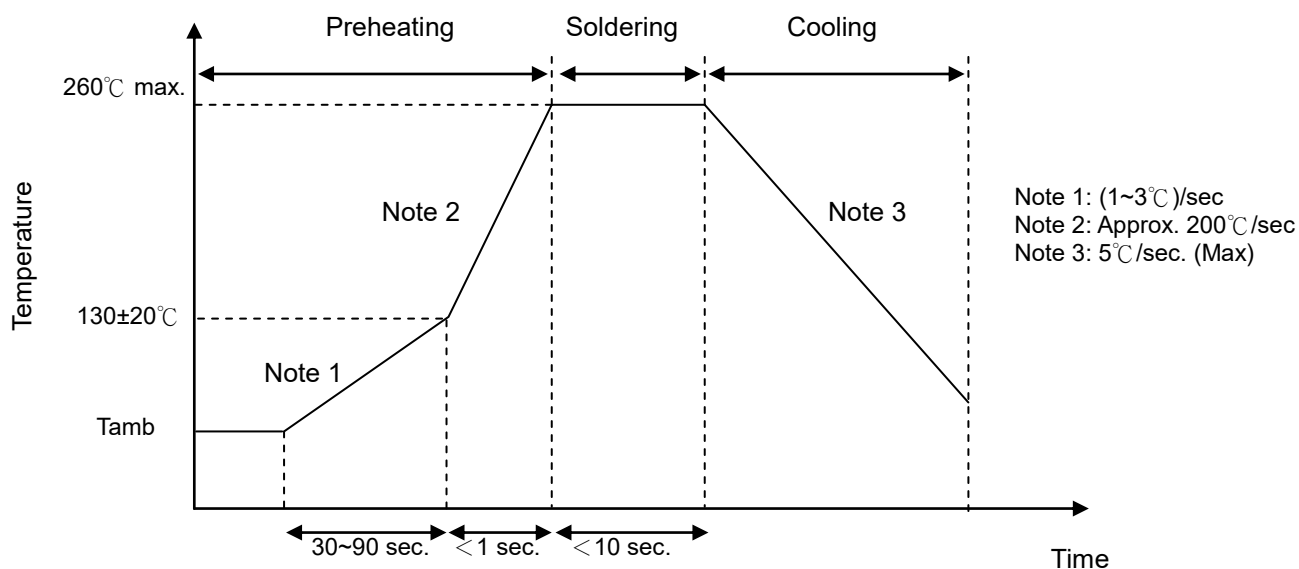 Preheating Soldering Cooling
260℃ max.
Temperature
Note 2
Note 3
Note 1: (1~3℃)/sec
Note 2: Approx. 200℃/sec
Note 3: 5℃/sec. (Max)
130±20℃
Note 1
Tamb
30~90 sec. ＜1 sec. ＜10 sec.
Time